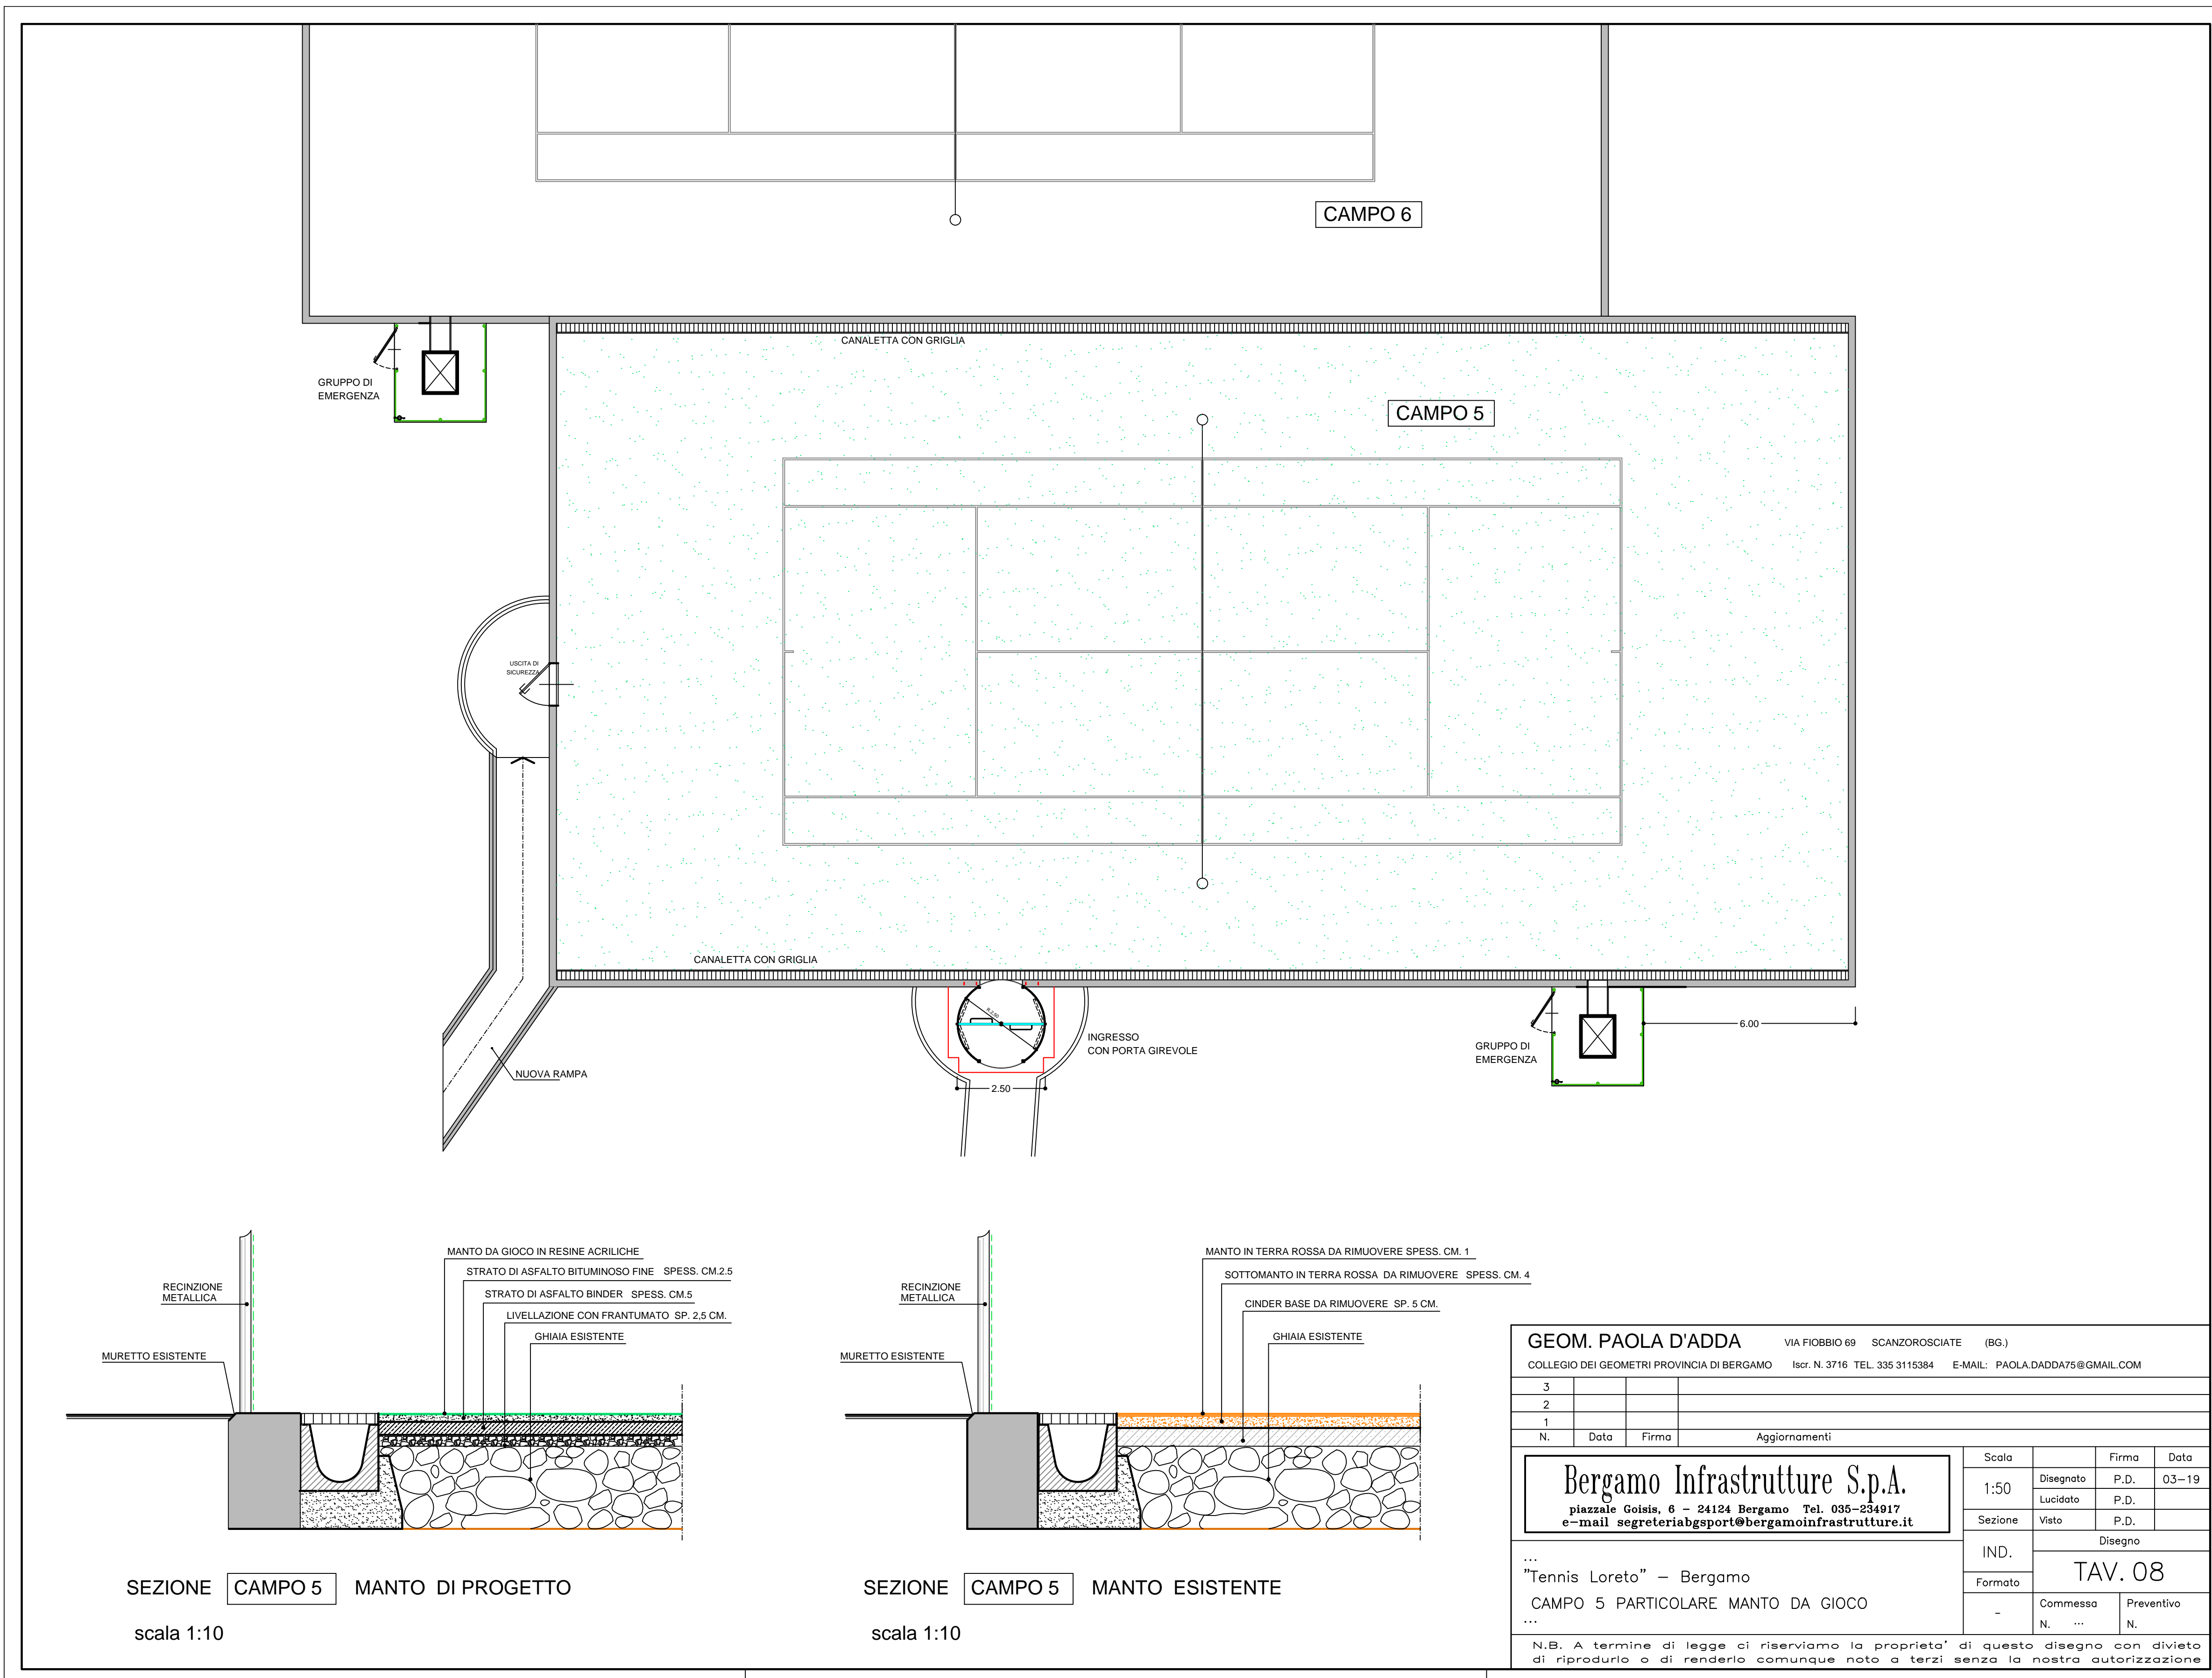 CAMPO 6
CANALETTA CON GRIGLIA
GRUPPO DI
EMERGENZA
CAMPO 5
USCITA DI
SICUREZZA
CANALETTA CON GRIGLIA
R 2.50
INGRESSO
CON PORTA GIREVOLE
2.50
NUOVA RAMPA
GRUPPO DI
EMERGENZA
6.00
MANTO DA GIOCO IN RESINE ACRILICHE
STRATO DI ASFALTO BITUMINOSO FINE SPESS. CM.2.5
STRATO DI ASFALTO BINDER SPESS. CM.5
LIVELLAZIONE CON FRANTUMATO SP. 2,5 CM.
GHIAIA ESISTENTE
RECINZIONE
METALLICA
MURETTO ESISTENTE
SEZIONE CAMPO 5 MANTO DI PROGETTO
scala 1:10
MANTO IN TERRA ROSSA DA RIMUOVERE SPESS. CM. 1
SOTTOMANTO IN TERRA ROSSA DA RIMUOVERE SPESS. CM. 4
CINDER BASE DA RIMUOVERE SP. 5 CM.
GHIAIA ESISTENTE
RECINZIONE
METALLICA
MURETTO ESISTENTE
SEZIONE CAMPO 5 MANTO ESISTENTE
scala 1:10
GEOM. PAOLA D'ADDA VIA FIOBBIO 69 SCANZOROSCIATE (BG.)
COLLEGIO DEI GEOMETRI PROVINCIA DI BERGAMO Iscr. N. 3716 TEL. 335 3115384 E-MAIL: PAOLA.DADDA75@GMAIL.COM
3
2
1
N. Data Firma Aggiornamenti
Bergamo Infrastrutture S.p.A.
piazzale Goisis, 6 - 24124 Bergamo Tel. 035-234917
e-mail segreteriabgsport@bergamoinfrastrutture.it
Scala Firma Data
1:50 Disegnato P.D. 03-19
Lucidato P.D.
Sezione Visto P.D.
IND. Disegno
TAV. 08
Formato
- Commessa Preventivo
N. ... N.
...
"Tennis Loreto" - Bergamo
CAMPO 5 PARTICOLARE MANTO DA GIOCO
...
N.B. A termine di legge ci riserviamo la proprieta' di questo disegno con divieto
di riprodurlo o di renderlo comunque noto a terzi senza la nostra autorizzazione